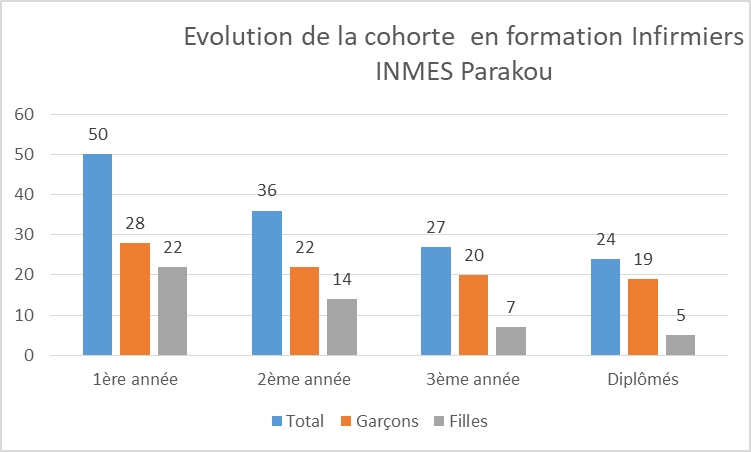 Evolution de la cohorte  en formation Infirmiers
INMES Parakou
60
50
40
30
20
10
0
50
28
22
36
22
14
27
20
7
24
19
5
1ère année
2ème année
3ème année
Diplômés
Total
Garçons
Filles